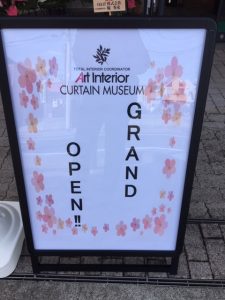 TOTAL INTERIOR COORDINATOR
Art Interior
CURTAIN MUSEUM
GRAND
OPEN!!